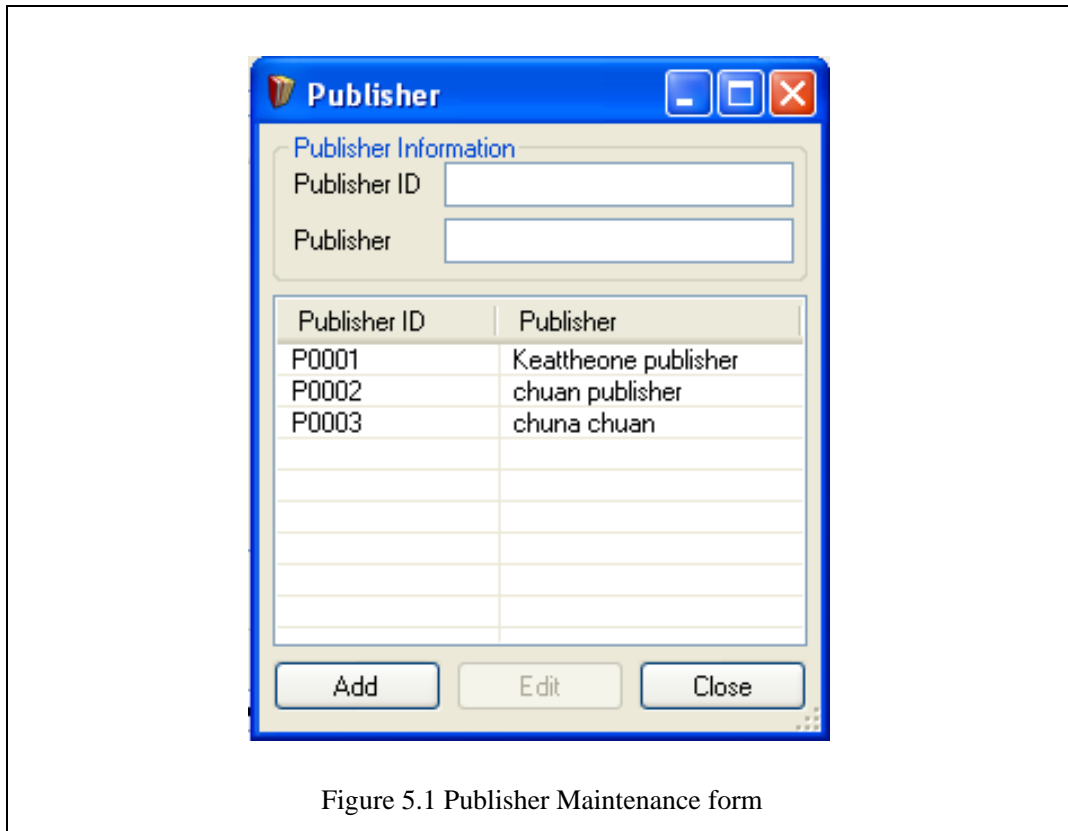 Publisher
Publisher Information
Publisher ID
Publisher
Publisher ID Publisher
P0001 Keattheone publisher
P0002 chuan publisher
P0003 chuna chuan
Add Edit Close
Figure 5.1 Publisher Maintenance form